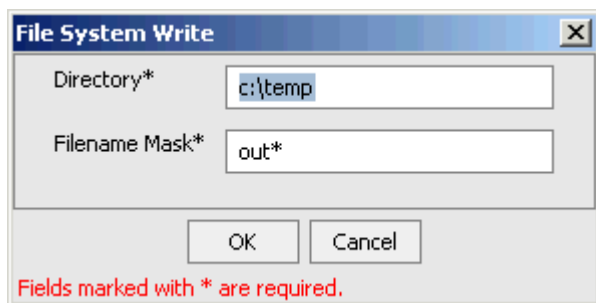 File System Write
Directory* c:\temp
Filename Mask* out*
OK Cancel
Fields marked with * are required.